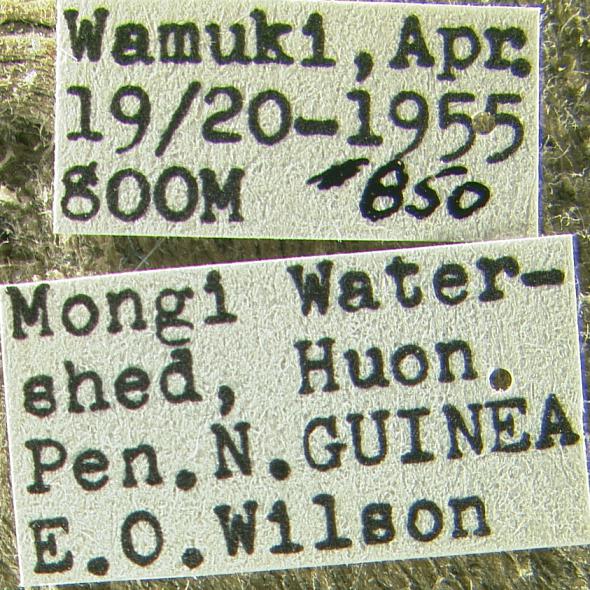 Wamuki, Apr.
19/20-1955
800M -850
Mongi Water-
shed, Huon.
Pen.N.GUINEA
E.O.Wilson